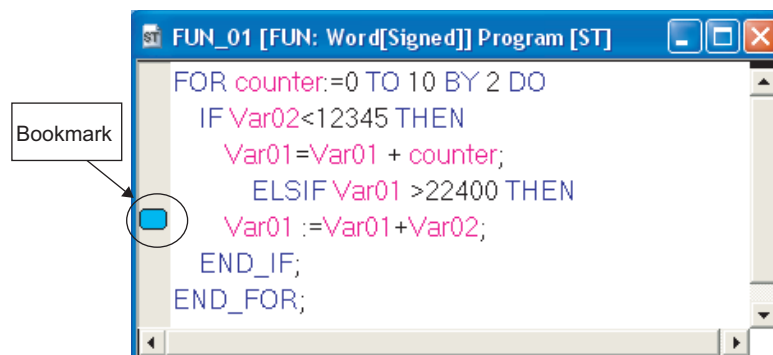 FUN_01 [FUN: Word[Signed]] Program [ST]
FOR counter:=0 TO 10 BY 2 DO
IF Var02<12345 THEN
Bookmark
Var01=Var01 + counter;
ELSIF Var01 >22400 THEN
Var01 :=Var01+Var02;
END_IF;
END_FOR;